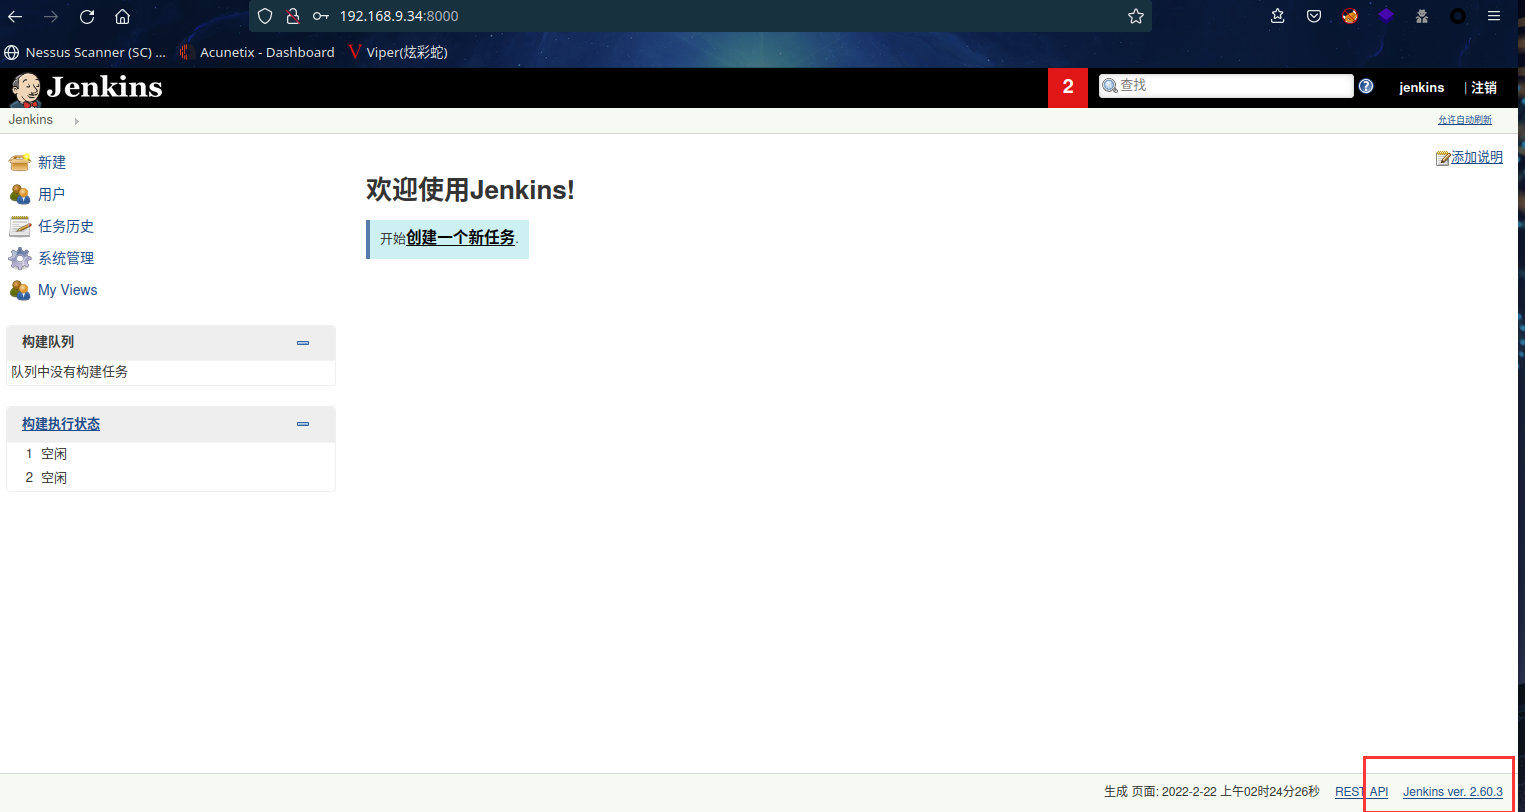 192.168.9.34:8000
Nessus Scanner (SC) ... Acunetix - Dashboard Viper(炫彩蛇)
Jenkins 2 查找 jenkins | 注销
Jenkins 允许自动刷新
添加说明
新建
用户
任务历史
系统管理
My Views
欢迎使用Jenkins!
开始创建一个新任务.
构建队列
队列中没有构建任务
构建执行状态
1 空闲
2 空闲
生成 页面: 2022-2-22 上午02时24分26秒 REST API Jenkins ver. 2.60.3